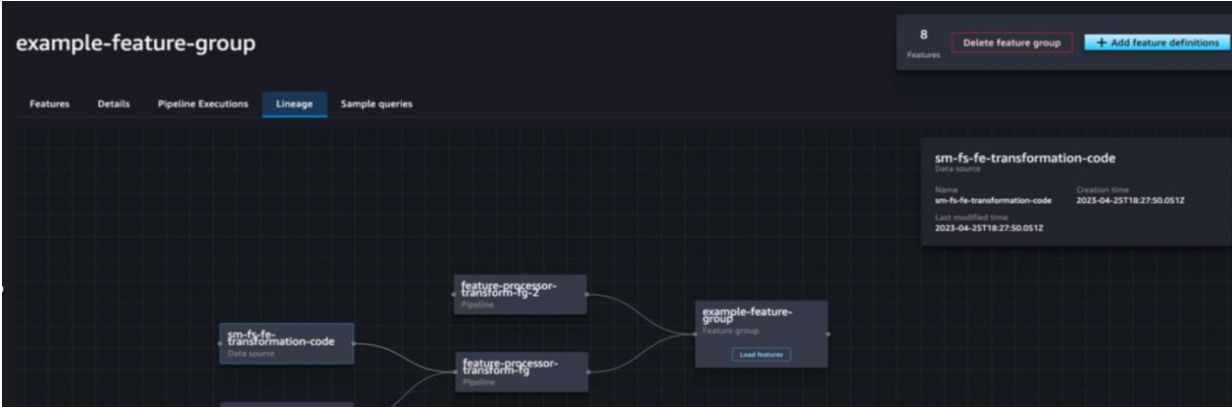 example-feature-group
8
Features
Delete feature group
+ Add feature definitions
Features Details Pipeline Executions Lineage Sample queries
sm-fs-fe-transformation-code
Data source
Name Creation time
sm-fs-fe-transformation-code 2023-04-25T18:27:50.051Z
Last modified time
2023-04-25T18:27:50.051Z
feature-processor-
transform-fg-2
Pipeline
example-feature-
group
Feature group
Load features
sm-fs-fe-
transformation-code
Data source
feature-processor-
transform-fg
Pipeline